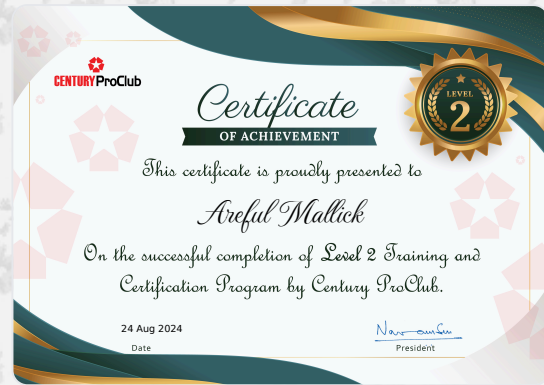 CENTURY ProClub
LEVEL
2
Certificate
OF ACHIEVEMENT
This certificate is proudly presented to
Areful Mallick
On the successful completion of Level 2 Training and
Certification Program by Century ProClub.
24 Aug 2024
Date
President